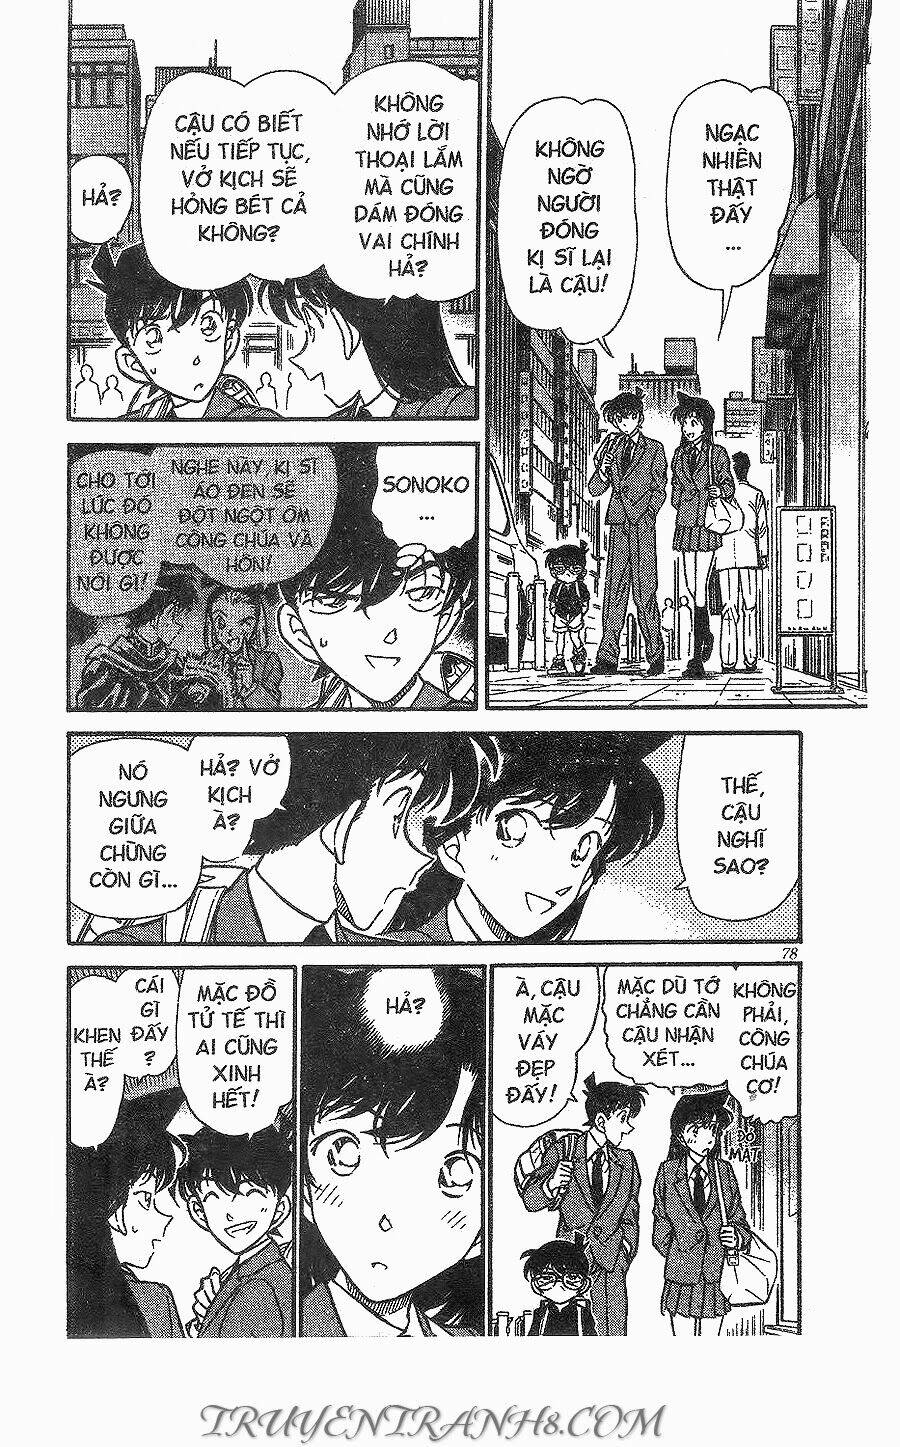 NGẠC
NHIÊN
THẬT
ĐẤY
...
KHÔNG
NGỜ
NGƯỜI
ĐÓNG
KỊ SĨ LẠI
LÀ CẬU!
KHÔNG
NHỚ LỜI
THOẠI LẮM
MÀ CŨNG
DÁM ĐÓNG
VAI CHÍNH
HẢ?
CẬU CÓ BIẾT
NẾU TIẾP TỤC,
VỞ KỊCH SẼ
HỎNG BÉT CẢ
KHÔNG?
HẢ?
SONOKO
...
NGHE NÀY KỊ SĨ
ÁO ĐEN SẼ
ĐỘT NGỘT ÔM
CÔNG CHÚA VÀ
HÔN!
CHO TỚI
LÚC ĐÓ
KHÔNG
ĐƯỢC
NÓI GÌ!
THẾ,
CẬU
NGHĨ
SAO?
HẢ? VỞ
KỊCH
À?
NÓ
NGƯNG
GIỮA
CHỪNG
CÒN GÌ...
78
KHÔNG
PHẢI,
CÔNG
CHÚA
CƠ!
MẶC DÙ TỚ
CHẲNG CẦN
CẬU NHẬN
XÉT...
ĐỎ
MẶT
À, CẬU
MẶC
VÁY
ĐẸP
ĐẤY!
HẢ?
MẶC ĐỒ
TỬ TẾ THÌ
AI CŨNG
XINH
HẾT!
CÁI
GÌ
ĐẤY
?
KHEN
THẾ
À?
TRUYENTRANH8.COM